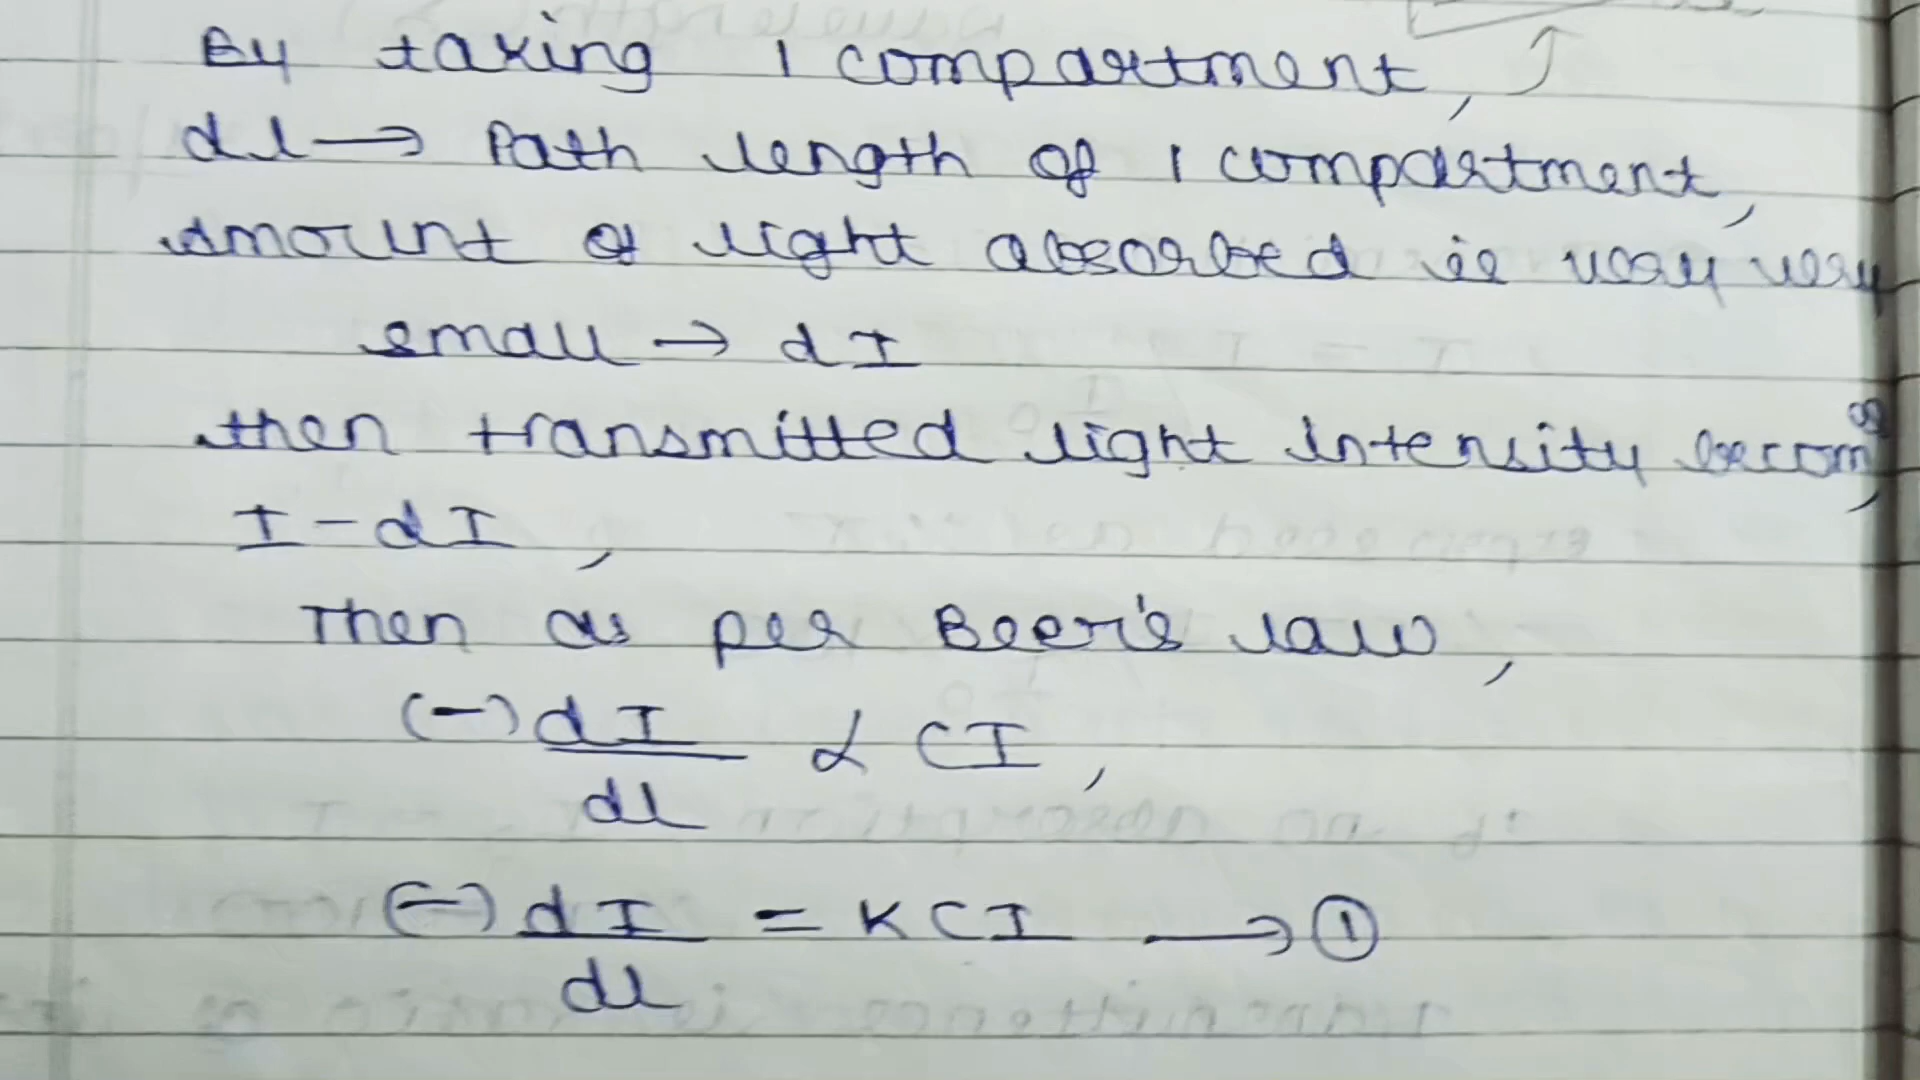 By taking 1 compartment,
dl → Path length of 1 compartment,
amount of light absorbed is very very
small → dI
then transmitted light intensity becomes,
I - dI,
Then as per Beer's law,
(-) dI/dl ∝ CI,
(-) dI/dl = KCI → ①